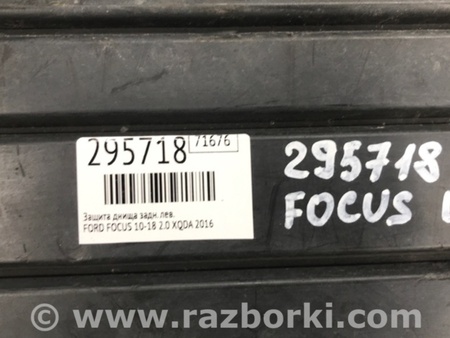 295718 71676
Защита днища задн. лев.
FORD FOCUS 10-18 2.0 XQDA 2016
295718
FOCUS
www.razborki.com